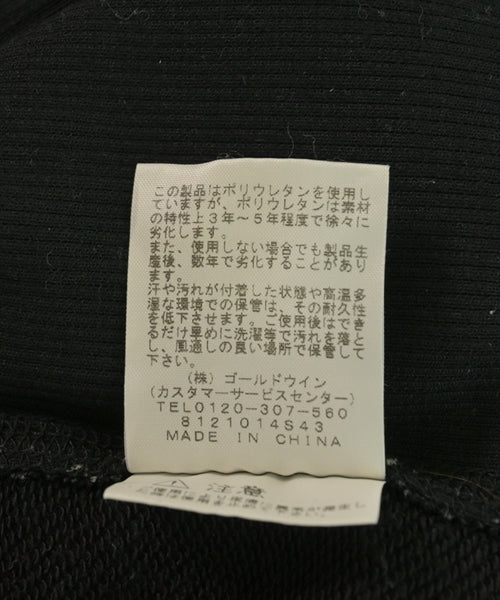 この製品はポリウレタンを使用し
ていますが、ポリウレタンは素材
の特性上3年～5年程度で徐々に
劣化します。
また、使用しない場合でも製品生
産後、数年で劣化することがあり
ます。
汗や汚れが付着した状態や高温多
湿な環境での保管は、その耐久性
を低下させます。ご使用後はでき
るだけ早めに洗濯等で汚れを落と
し、風通しの良い場所で保管して
下さい。
(株) ゴールドウイン
(カスタマーサービスセンター)
TEL0120-307-560
8121014S43
MADE IN CHINA
注意